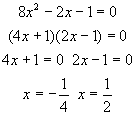 8x² − 2x − 1 = 0
(4x + 1)(2x − 1) = 0
4x + 1 = 0   2x − 1 = 0
x = −1/4   x = 1/2